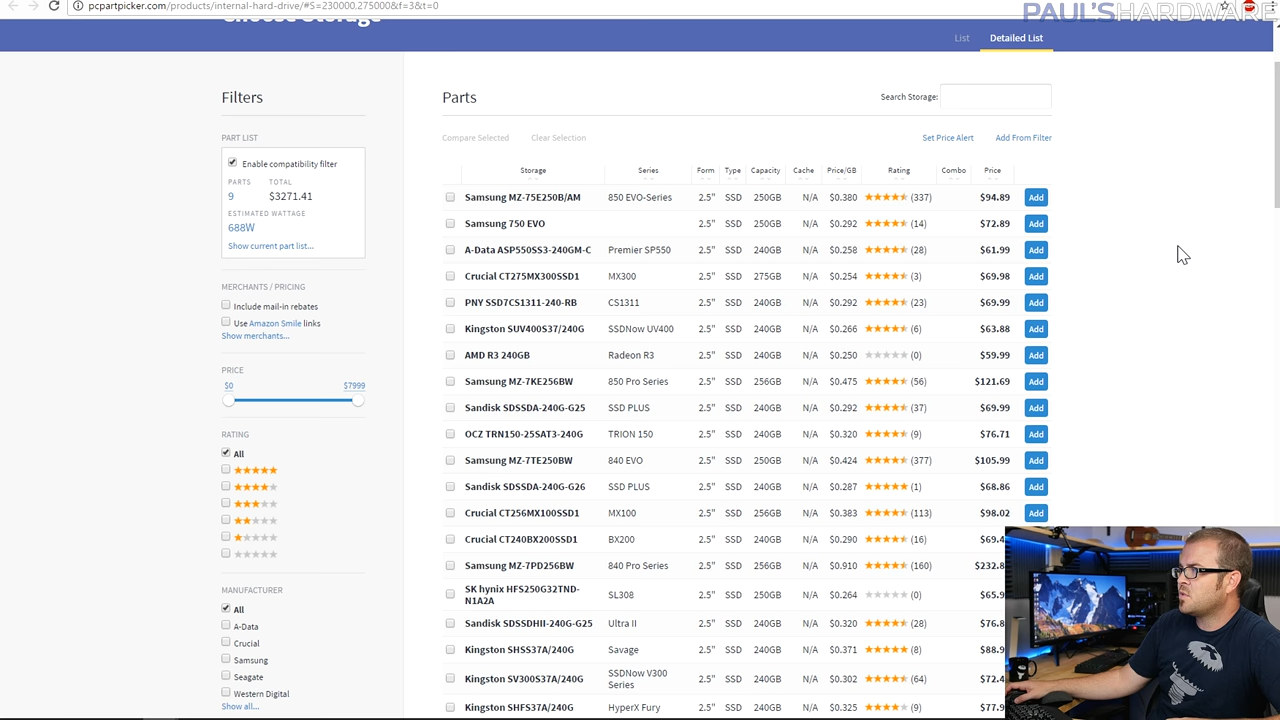 pcpartpicker.com/products/internal-hard-drive/#S=230000,275000&f=3&t=0
PAUL'S HARDWARE
List Detailed List
Filters
Parts
Search Storage:
PART LIST
Compare Selected Clear Selection Set Price Alert Add From Filter
Enable compatibility filter
PARTS TOTAL
9 $3271.41
ESTIMATED WATTAGE
688W
Show current part list...
MERCHANTS / PRICING
Include mail-in rebates
Use Amazon Smile links
Show merchants...
PRICE
$0 $7999
RATING
All
MANUFACTURER
All
A-Data
Crucial
Samsung
Seagate
Western Digital
Show all...
Storage Series Form Type Capacity Cache Price/GB Rating Combo Price
Samsung MZ-75E250B/AM 850 EVO-Series 2.5" SSD 250GB N/A $0.380 (337) $94.89 Add
Samsung 750 EVO 2.5" SSD 250GB N/A $0.292 (14) $72.89 Add
A-Data ASP550SS3-240GM-C Premier SP550 2.5" SSD 240GB N/A $0.258 (28) $61.99 Add
Crucial CT275MX300SSD1 MX300 2.5" SSD 275GB N/A $0.254 (3) $69.98 Add
PNY SSD7CS1311-240-RB CS1311 2.5" SSD 240GB N/A $0.292 (23) $69.99 Add
Kingston SUV400S37/240G SSDNow UV400 2.5" SSD 240GB N/A $0.266 (6) $63.88 Add
AMD R3 240GB Radeon R3 2.5" SSD 240GB N/A $0.250 (0) $59.99 Add
Samsung MZ-7KE256BW 850 Pro Series 2.5" SSD 256GB N/A $0.475 (56) $121.69 Add
Sandisk SDSSDA-240G-G25 SSD PLUS 2.5" SSD 240GB N/A $0.292 (37) $69.99 Add
OCZ TRN150-25SAT3-240G TRION 150 2.5" SSD 240GB N/A $0.320 (9) $76.71 Add
Samsung MZ-7TE250BW 840 EVO 2.5" SSD 250GB N/A $0.424 (377) $105.99 Add
Sandisk SDSSDA-240G-G26 SSD PLUS 2.5" SSD 240GB N/A $0.287 (1) $68.86 Add
Crucial CT256MX100SSD1 MX100 2.5" SSD 256GB N/A $0.383 (113) $98.02 Add
Crucial CT240BX200SSD1 BX200 2.5" SSD 240GB N/A $0.290 (16) $69.4
Samsung MZ-7PD256BW 840 Pro Series 2.5" SSD 256GB N/A $0.910 (160) $232.8
SK hynix HFS250G32TND-
N1A2A SL308 2.5" SSD 250GB N/A $0.264 (0) $65.9
Sandisk SDSSDHII-240G-G25 Ultra II 2.5" SSD 240GB N/A $0.320 (28) $76.8
Kingston SHSS37A/240G Savage 2.5" SSD 240GB N/A $0.371 (8) $88.9
Kingston SV300S37A/240G SSDNow V300
Series 2.5" SSD 240GB N/A $0.302 (64) $72.4
Kingston SHFS37A/240G HyperX Fury 2.5" SSD 240GB N/A $0.325 (9) $77.9